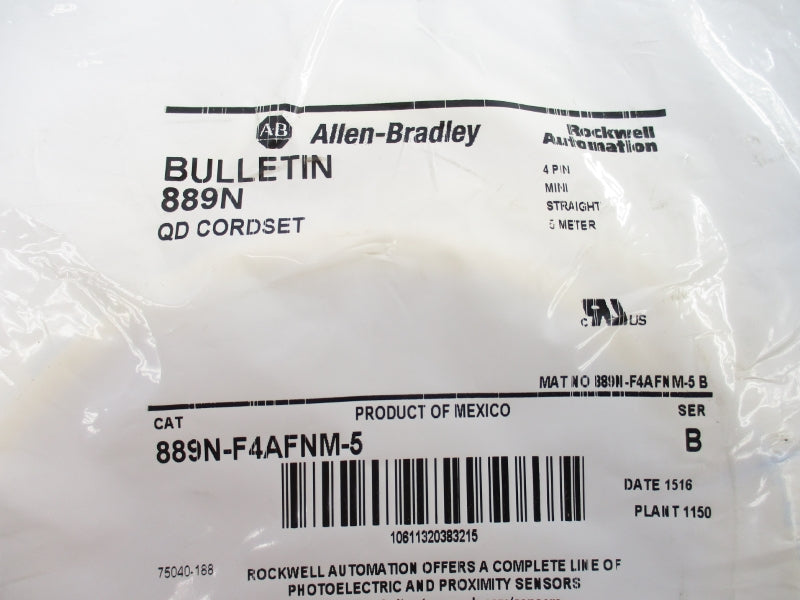 AB Allen-Bradley
Rockwell Automation
BULLETIN
889N
QD CORDSET
4 PIN
MINI
STRAIGHT
5 METER
c US
MAT NO 889N-F4AFNM-5 B
CAT
PRODUCT OF MEXICO
SER
889N-F4AFNM-5
B
DATE 1516
PLANT 1150
10611320383215
75040-188
ROCKWELL AUTOMATION OFFERS A COMPLETE LINE OF
PHOTOELECTRIC AND PROXIMITY SENSORS